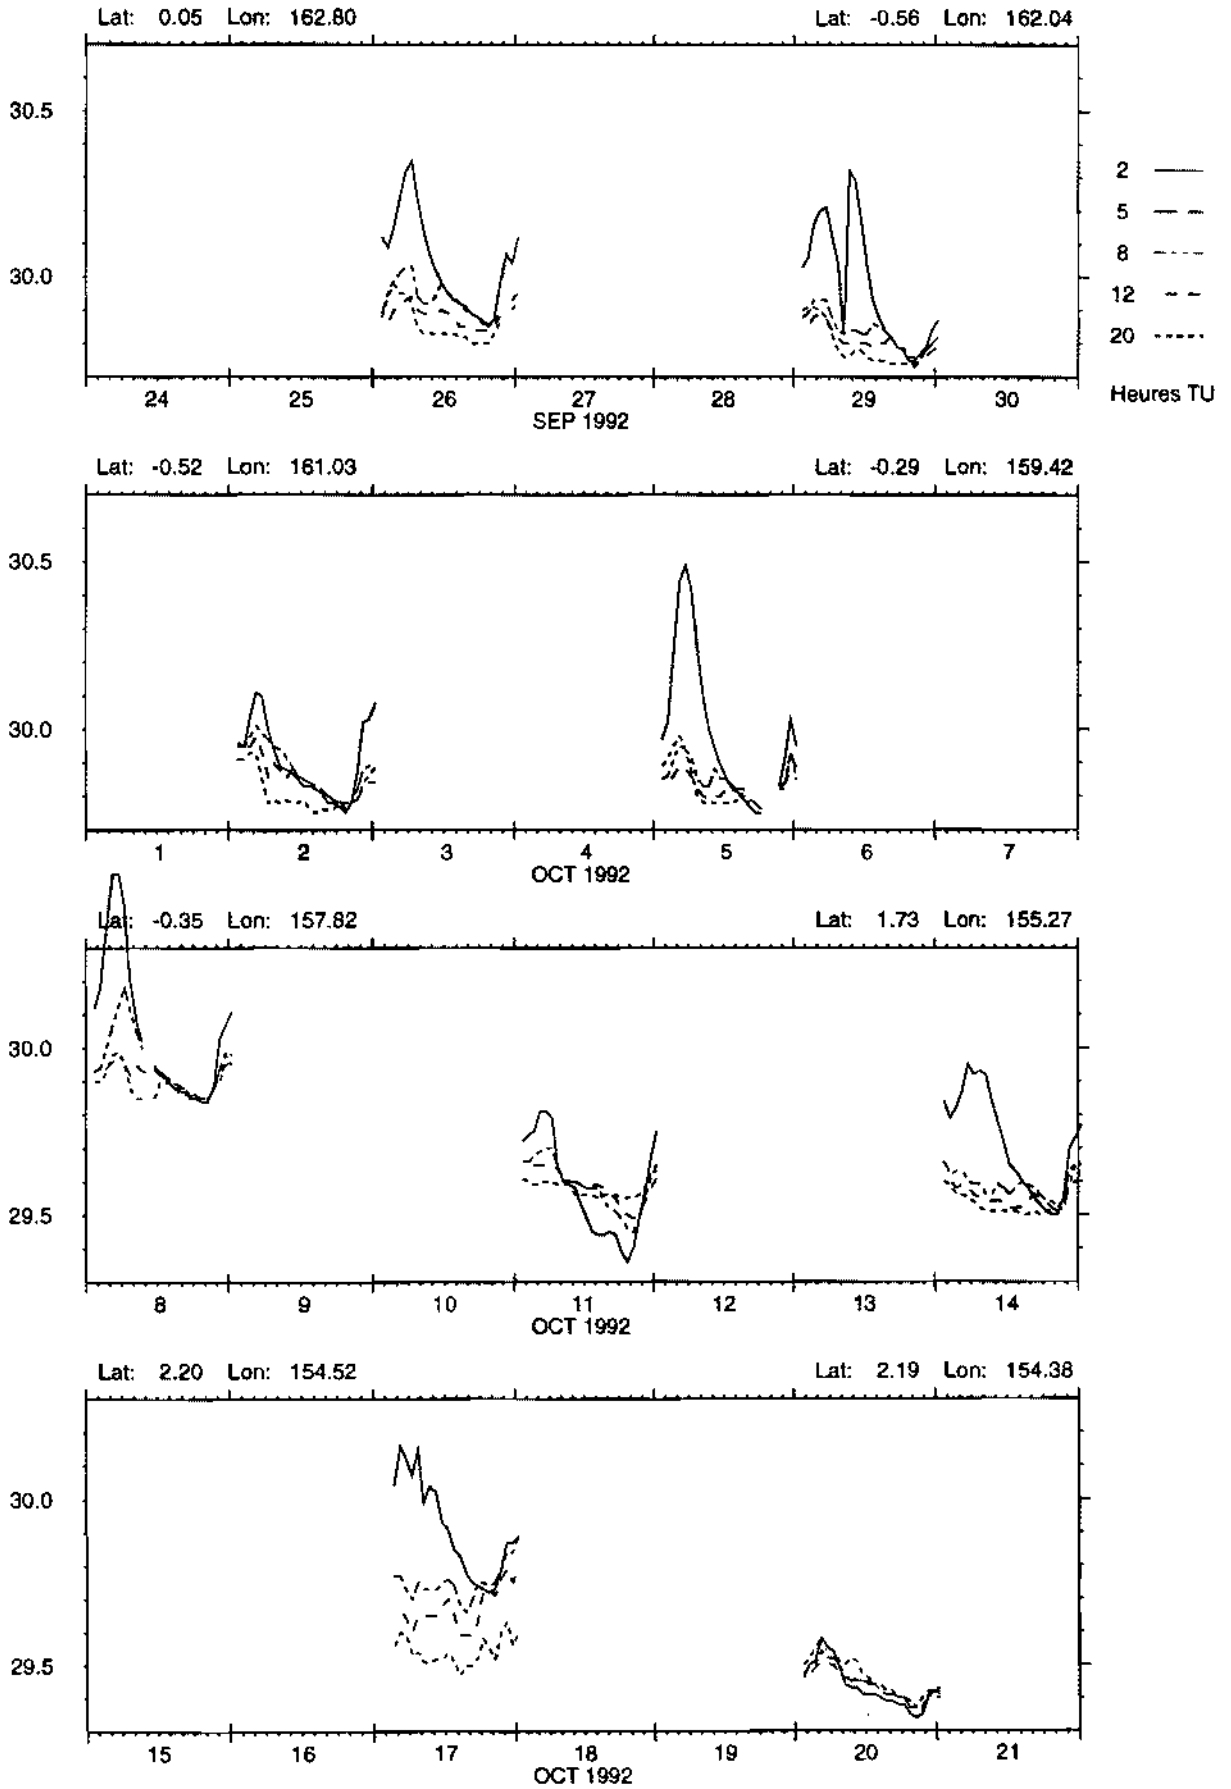 Lat: 0.05 Lon: 162.80 Lat: -0.56 Lon: 162.04
30.5
30.0
2
5
8
12
20
Heures TU
24 25 26 27 28 29 30
SEP 1992
Lat: -0.52 Lon: 161.03 Lat: -0.29 Lon: 159.42
30.5
30.0
1 2 3 4 5 6 7
OCT 1992
Lat: -0.35 Lon: 157.82 Lat: 1.73 Lon: 155.27
30.0
29.5
8 9 10 11 12 13 14
OCT 1992
Lat: 2.20 Lon: 154.52 Lat: 2.19 Lon: 154.38
30.0
29.5
15 16 17 18 19 20 21
OCT 1992